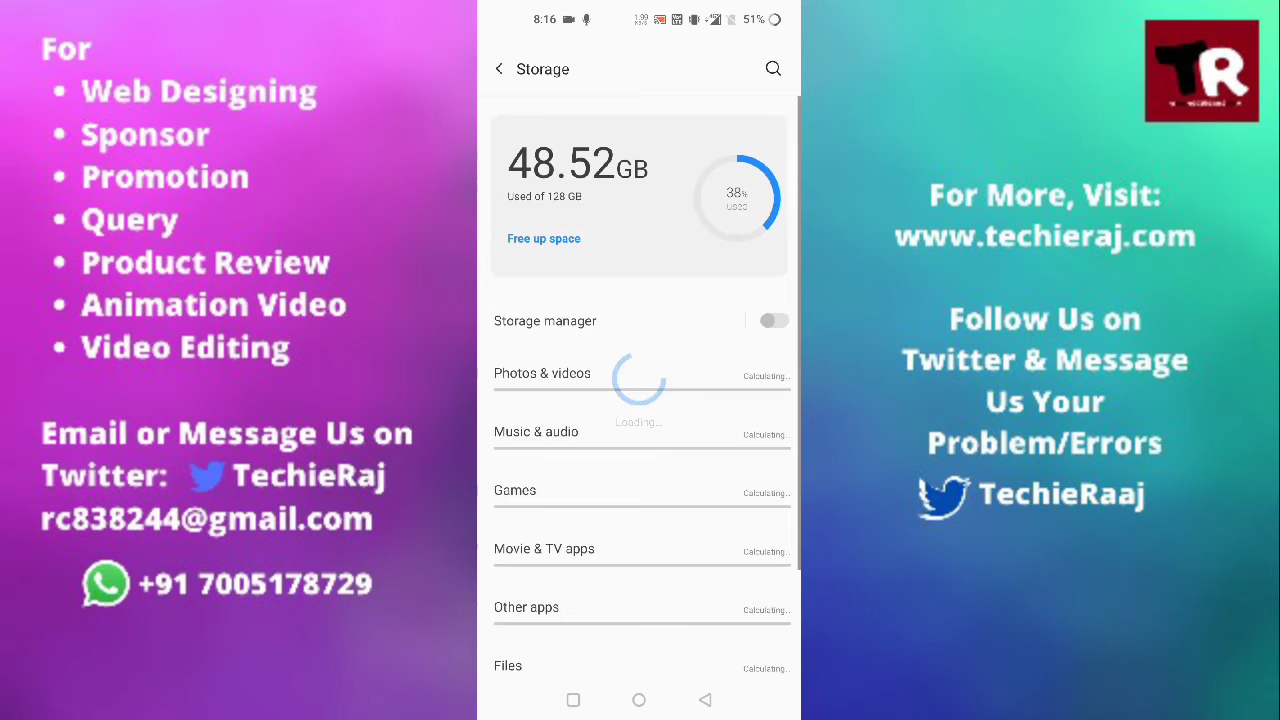 For
• Web Designing
• Sponsor
• Promotion
• Query
• Product Review
• Animation Video
• Video Editing
Email or Message Us on
Twitter: TechieRaj
rc838244@gmail.com
+91 7005178729
8:16
51%
Storage
48.52GB
Used of 128 GB
38%
used
Free up space
Storage manager
Photos & videos Calculating..
Loading...
Music & audio Calculating..
Games Calculating..
Movie & TV apps Calculating..
Other apps Calculating..
Files Calculating..
TR
For More, Visit:
www.techieraj.com
Follow Us on
Twitter & Message
Us Your
Problem/Errors
TechieRaaj